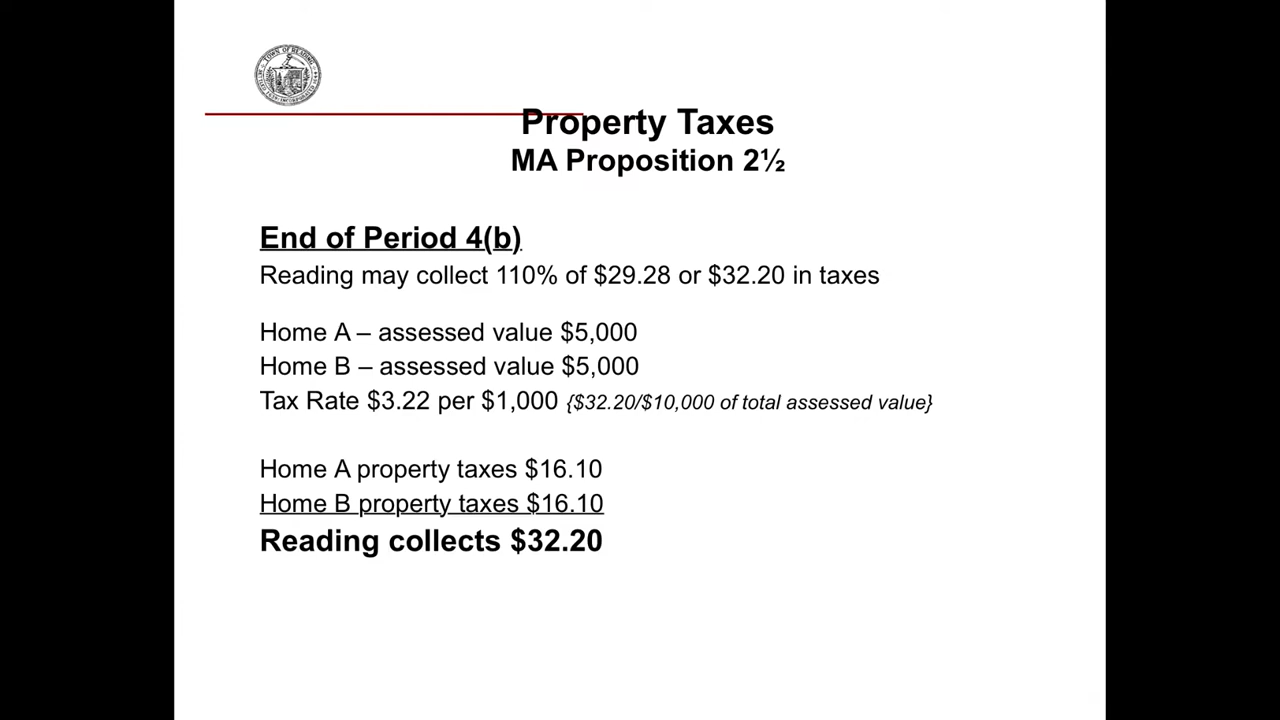 TOWN OF READING
Property Taxes
MA Proposition 2½
End of Period 4(b)
Reading may collect 110% of $29.28 or $32.20 in taxes
Home A – assessed value $5,000
Home B – assessed value $5,000
Tax Rate $3.22 per $1,000 {$32.20/$10,000 of total assessed value}
Home A property taxes $16.10
Home B property taxes $16.10
Reading collects $32.20